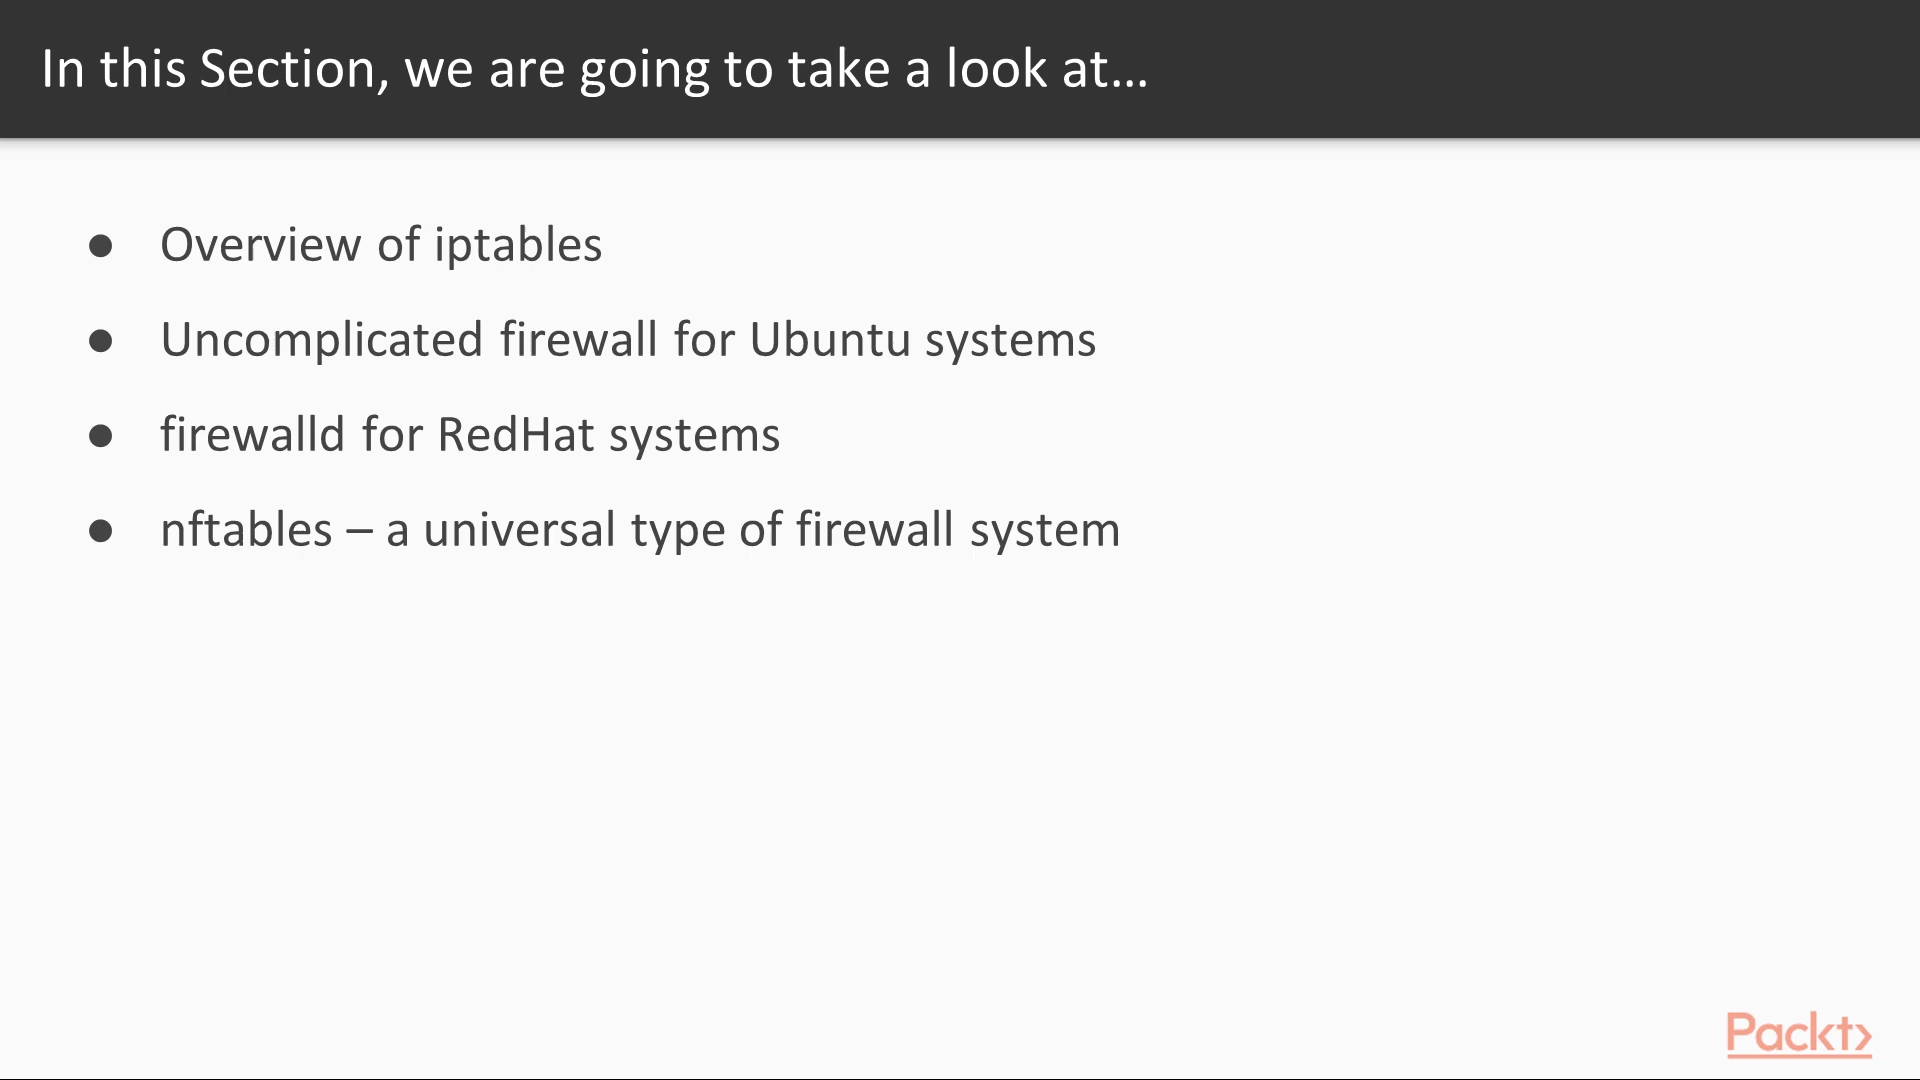 In this Section, we are going to take a look at...
● Overview of iptables
● Uncomplicated firewall for Ubuntu systems
● firewalld for RedHat systems
● nftables – a universal type of firewall system
Packt>